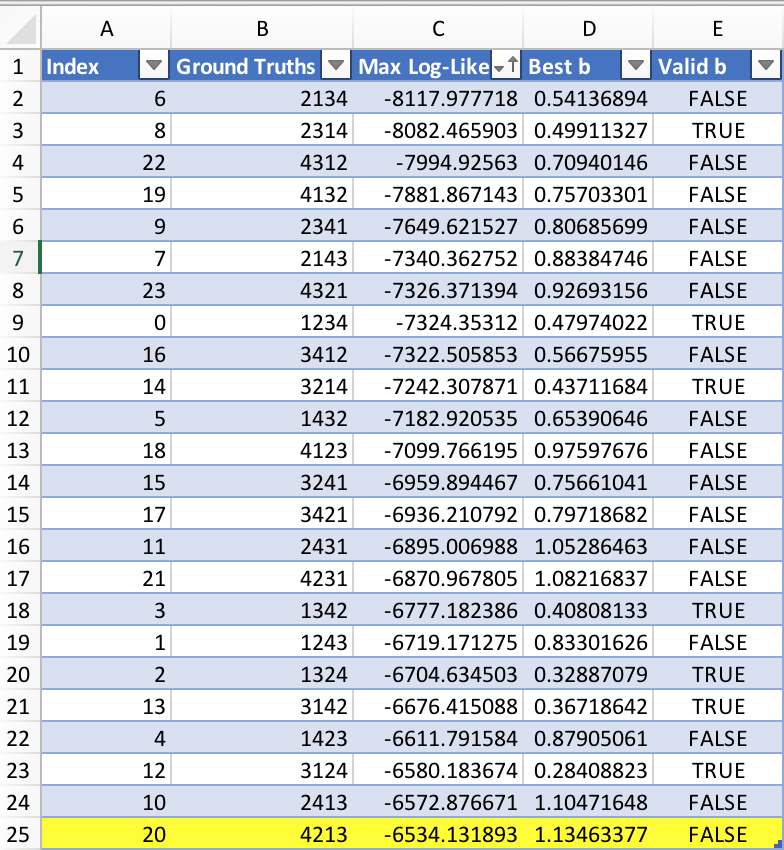 A B C D E
1 Index Ground Truths Max Log-Like Best b Valid b
2 6 2134 -8117.977718 0.54136894 FALSE
3 8 2314 -8082.465903 0.49911327 TRUE
4 22 4312 -7994.92563 0.70940146 FALSE
5 19 4132 -7881.867143 0.75703301 FALSE
6 9 2341 -7649.621527 0.80685699 FALSE
7 7 2143 -7340.362752 0.88384746 FALSE
8 23 4321 -7326.371394 0.92693156 FALSE
9 0 1234 -7324.35312 0.47974022 TRUE
10 16 3412 -7322.505853 0.56675955 FALSE
11 14 3214 -7242.307871 0.43711684 TRUE
12 5 1432 -7182.920535 0.65390646 FALSE
13 18 4123 -7099.766195 0.97597676 FALSE
14 15 3241 -6959.894467 0.75661041 FALSE
15 17 3421 -6936.210792 0.79718682 FALSE
16 11 2431 -6895.006988 1.05286463 FALSE
17 21 4231 -6870.967805 1.08216837 FALSE
18 3 1342 -6777.182386 0.40808133 TRUE
19 1 1243 -6719.171275 0.83301626 FALSE
20 2 1324 -6704.634503 0.32887079 TRUE
21 13 3142 -6676.415088 0.36718642 TRUE
22 4 1423 -6611.791584 0.87905061 FALSE
23 12 3124 -6580.183674 0.28408823 TRUE
24 10 2413 -6572.876671 1.10471648 FALSE
25 20 4213 -6534.131893 1.13463377 FALSE